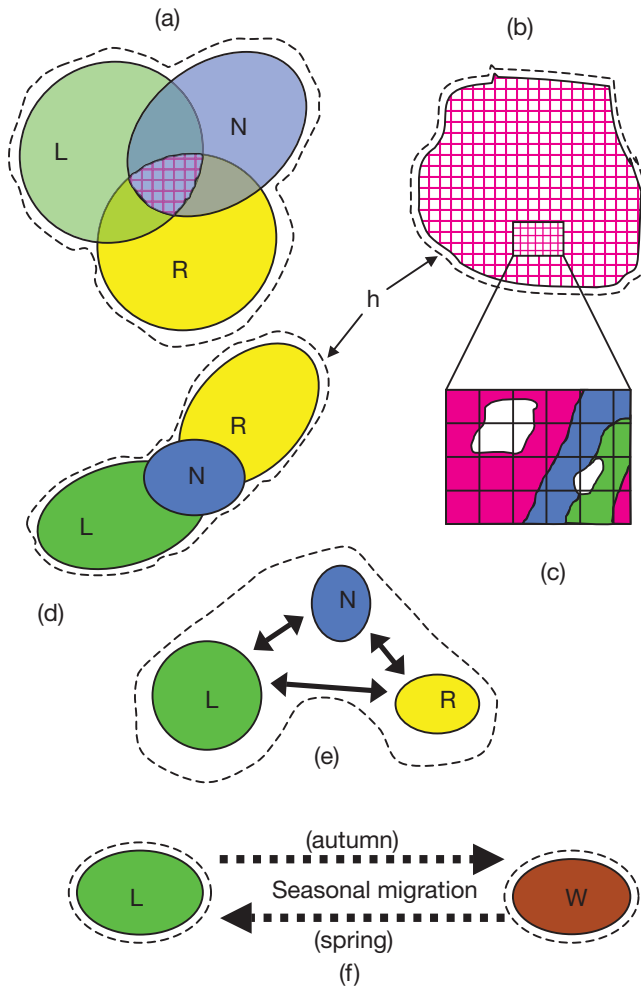 (a)
(b)
L
N
R
h
R
N
L
(c)
(d)
N
L
R
(e)
(autumn)
L
Seasonal migration
W
(spring)
(f)